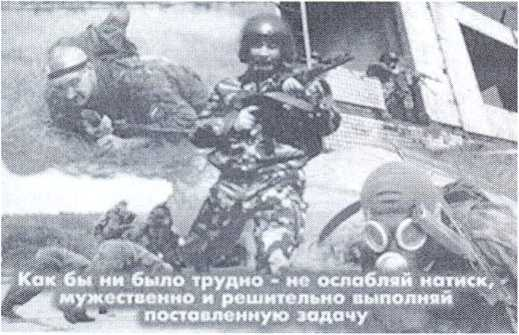 Как бы ни было трудно - не ослабляй натиск,
мужественно и решительно выполняй
поставленную задачу